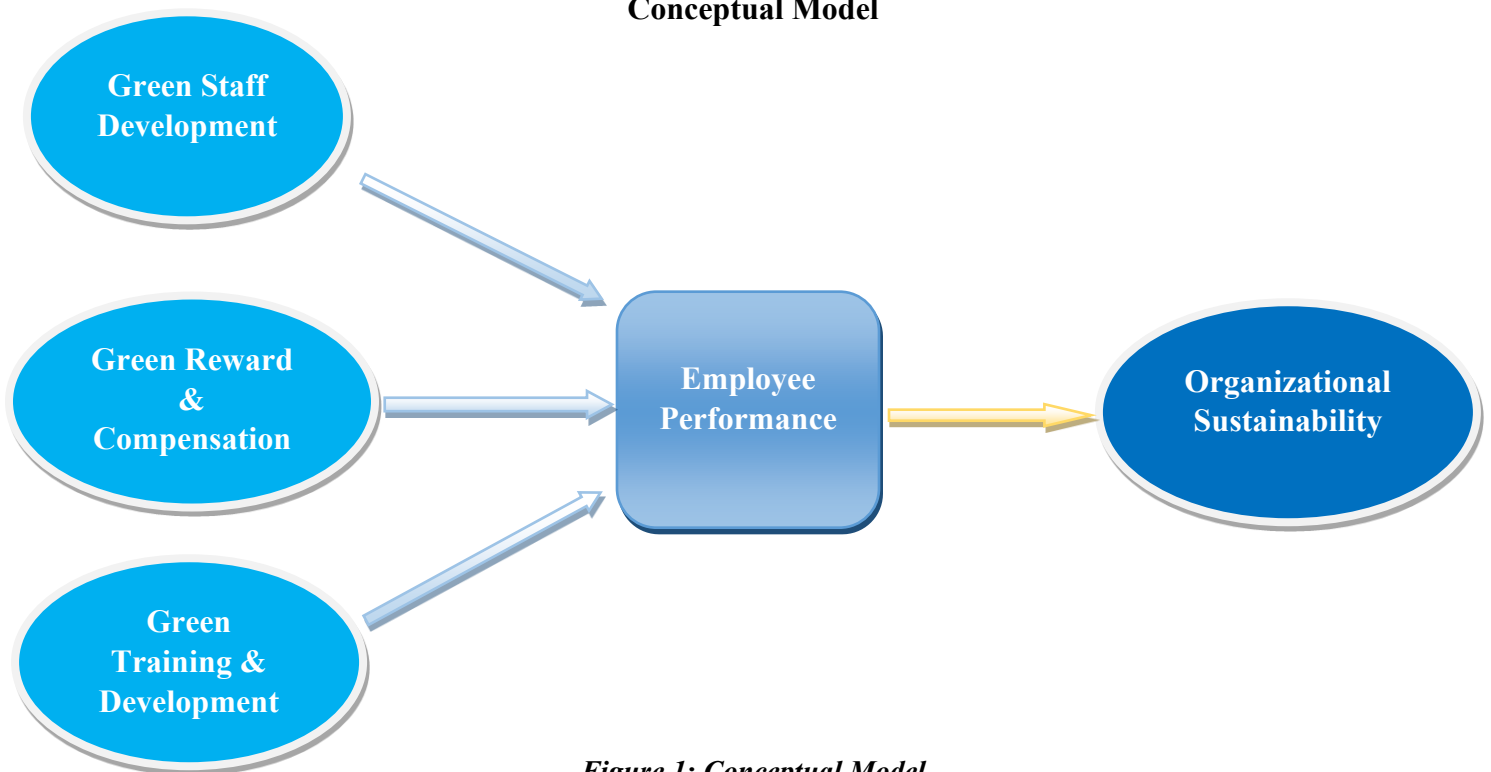 Conceptual Model
Green Staff
Development
Green Reward
&
Compensation
Green
Training &
Development
Employee
Performance
Organizational
Sustainability
Figure 1: Conceptual Model